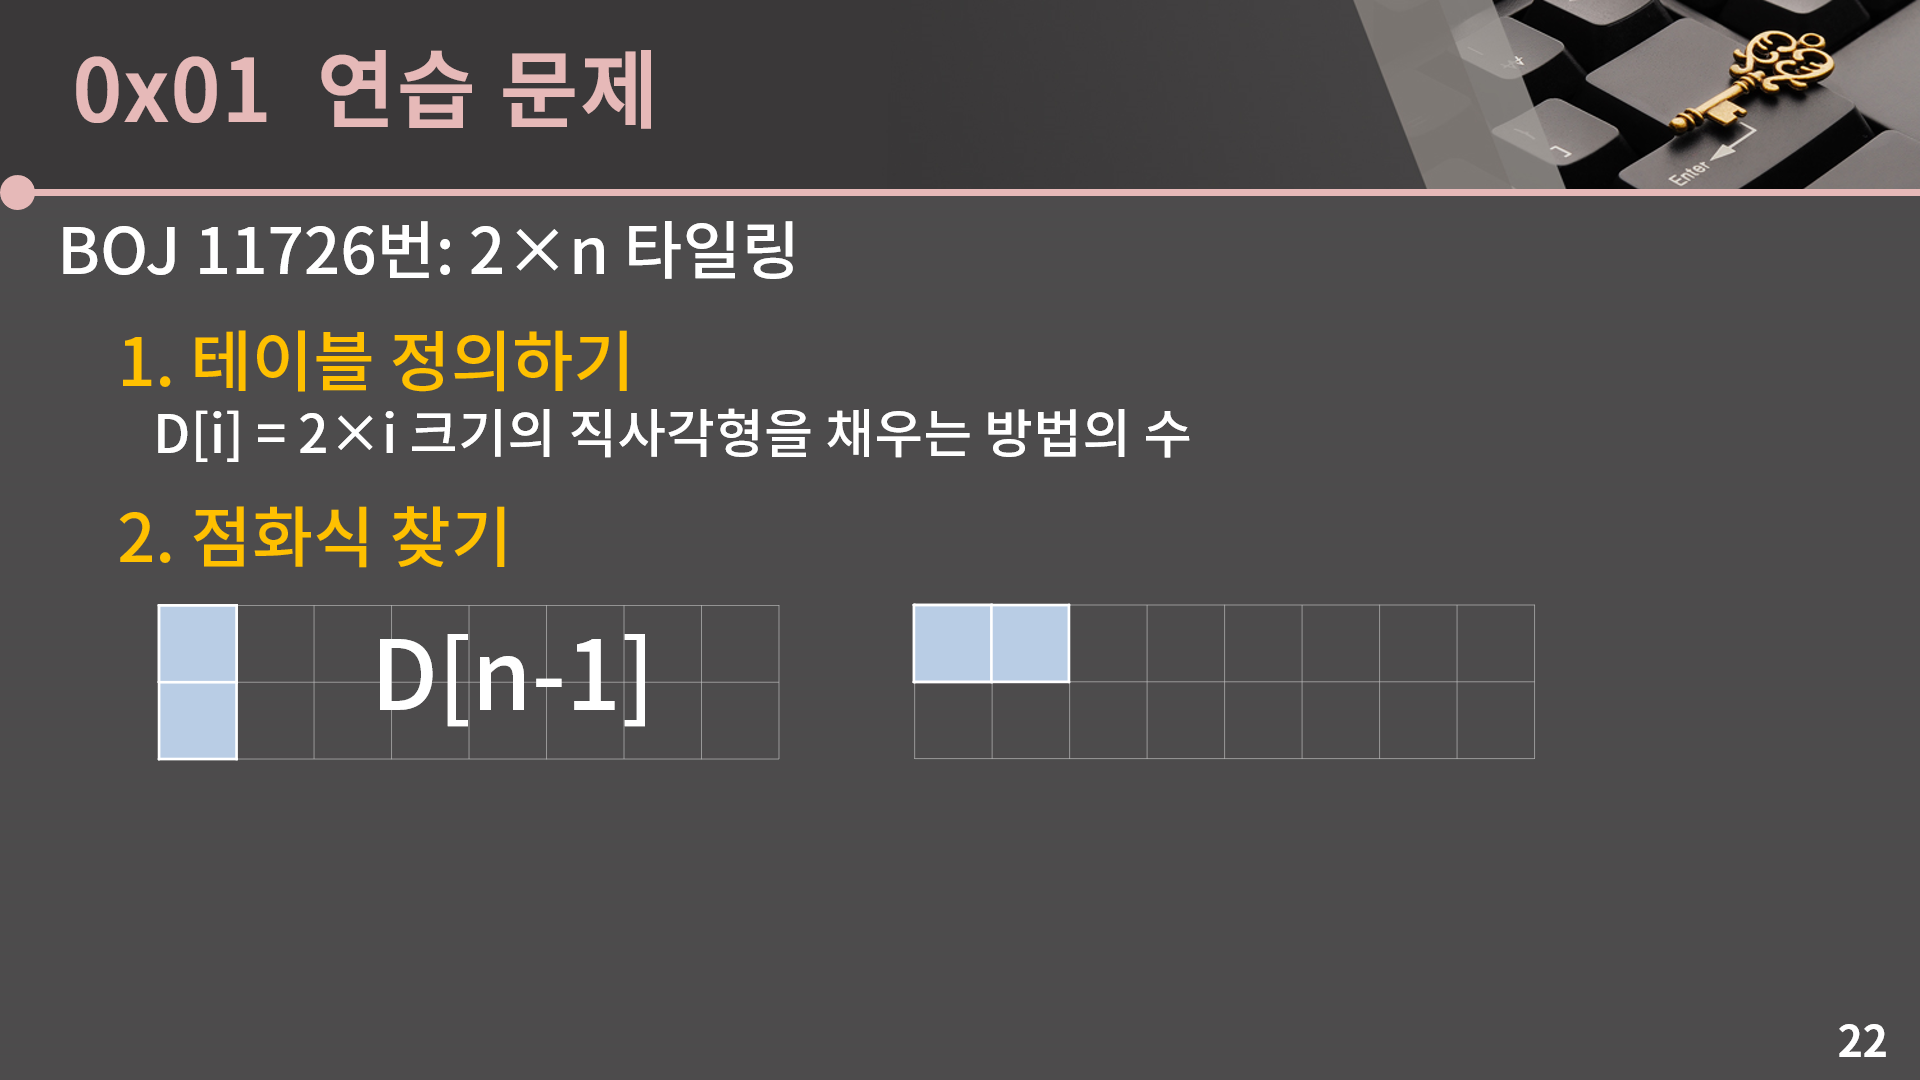 0x01 연습 문제
Enter
BOJ 11726번: 2×n 타일링
1. 테이블 정의하기
D[i] = 2×i 크기의 직사각형을 채우는 방법의 수
2. 점화식 찾기
D[n-1]
22